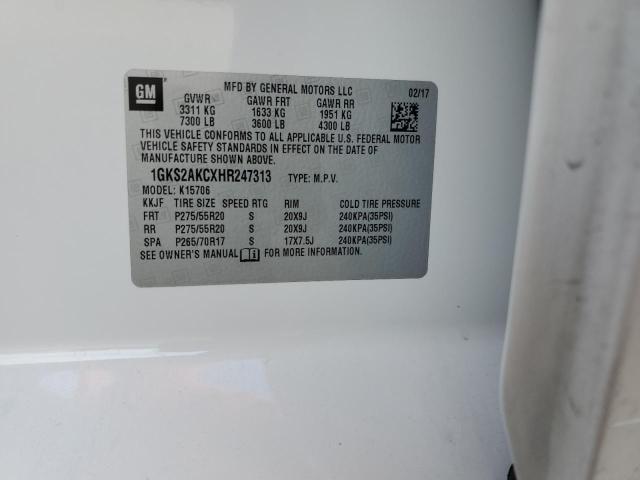 GM
MFD BY GENERAL MOTORS LLC 02/17
GVWR GAWR FRT GAWR RR
3311 KG 1633 KG 1951 KG
7300 LB 3600 LB 4300 LB
THIS VEHICLE CONFORMS TO ALL APPLICABLE U.S. FEDERAL MOTOR
VEHICLE SAFETY STANDARDS IN EFFECT ON THE DATE OF
MANUFACTURE SHOWN ABOVE.
1GKS2AKCXHR247313 TYPE: M.P.V.
MODEL: K15706
KKJF TIRE SIZE SPEED RTG RIM COLD TIRE PRESSURE
FRT P275/55R20 S 20X9J 240KPA(35PSI)
RR P275/55R20 S 20X9J 240KPA(35PSI)
SPA P265/70R17 S 17X7.5J 240KPA(35PSI)
SEE OWNER'S MANUAL FOR MORE INFORMATION.